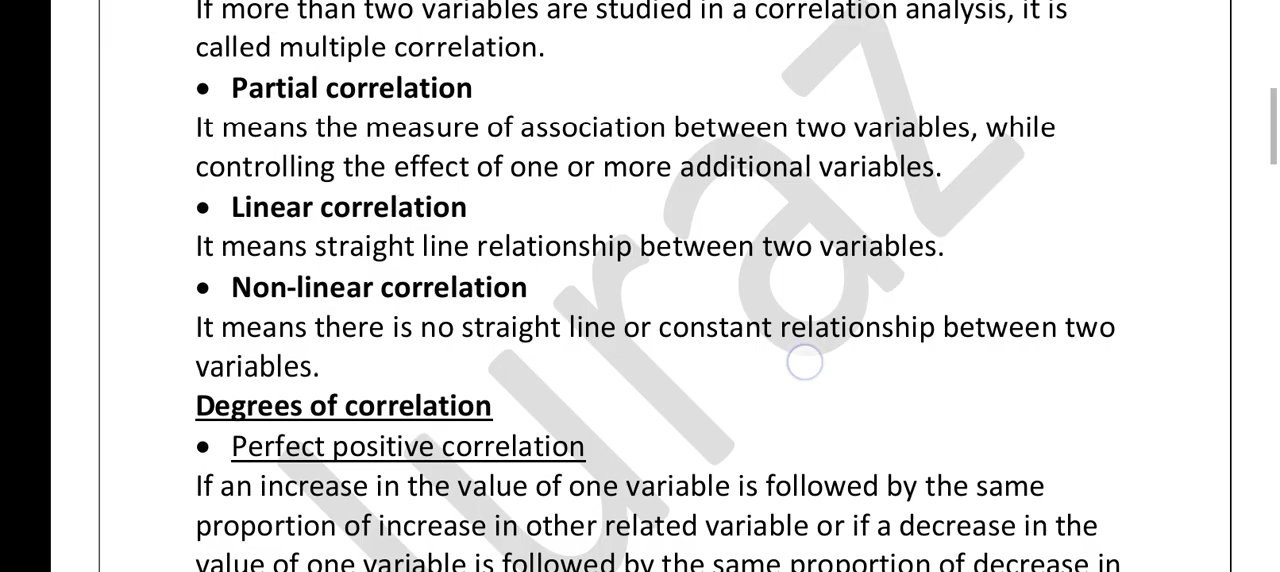 If more than two variables are studied in a correlation analysis, it is
called multiple correlation.
• Partial correlation
It means the measure of association between two variables, while
controlling the effect of one or more additional variables.
• Linear correlation
It means straight line relationship between two variables.
• Non-linear correlation
It means there is no straight line or constant relationship between two
variables.
Degrees of correlation
• Perfect positive correlation
If an increase in the value of one variable is followed by the same
proportion of increase in other related variable or if a decrease in the
value of one variable is followed by the same proportion of decrease in
luraz